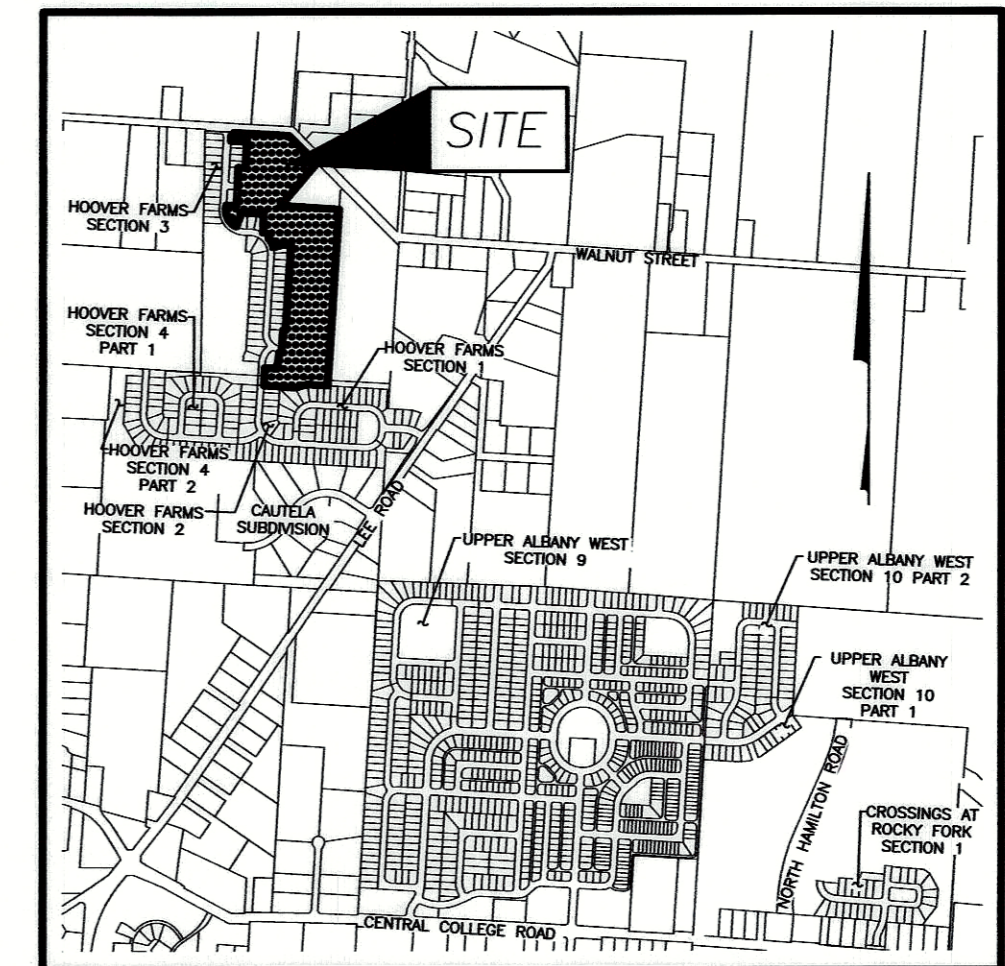 SITE
HOOVER FARMS
SECTION 3
WALNUT STREET
HOOVER FARMS
SECTION 4
PART 1
HOOVER FARMS
SECTION 1
HOOVER FARMS
SECTION 4
PART 2
HOOVER FARMS
SECTION 2
CAUTELA
SUBDIVISION
LEE ROAD
UPPER ALBANY WEST
SECTION 9
UPPER ALBANY WEST
SECTION 10 PART 2
UPPER ALBANY
WEST
SECTION 10
PART 1
NORTH HAMILTON ROAD
CROSSINGS AT
ROCKY FORK
SECTION 1
CENTRAL COLLEGE ROAD